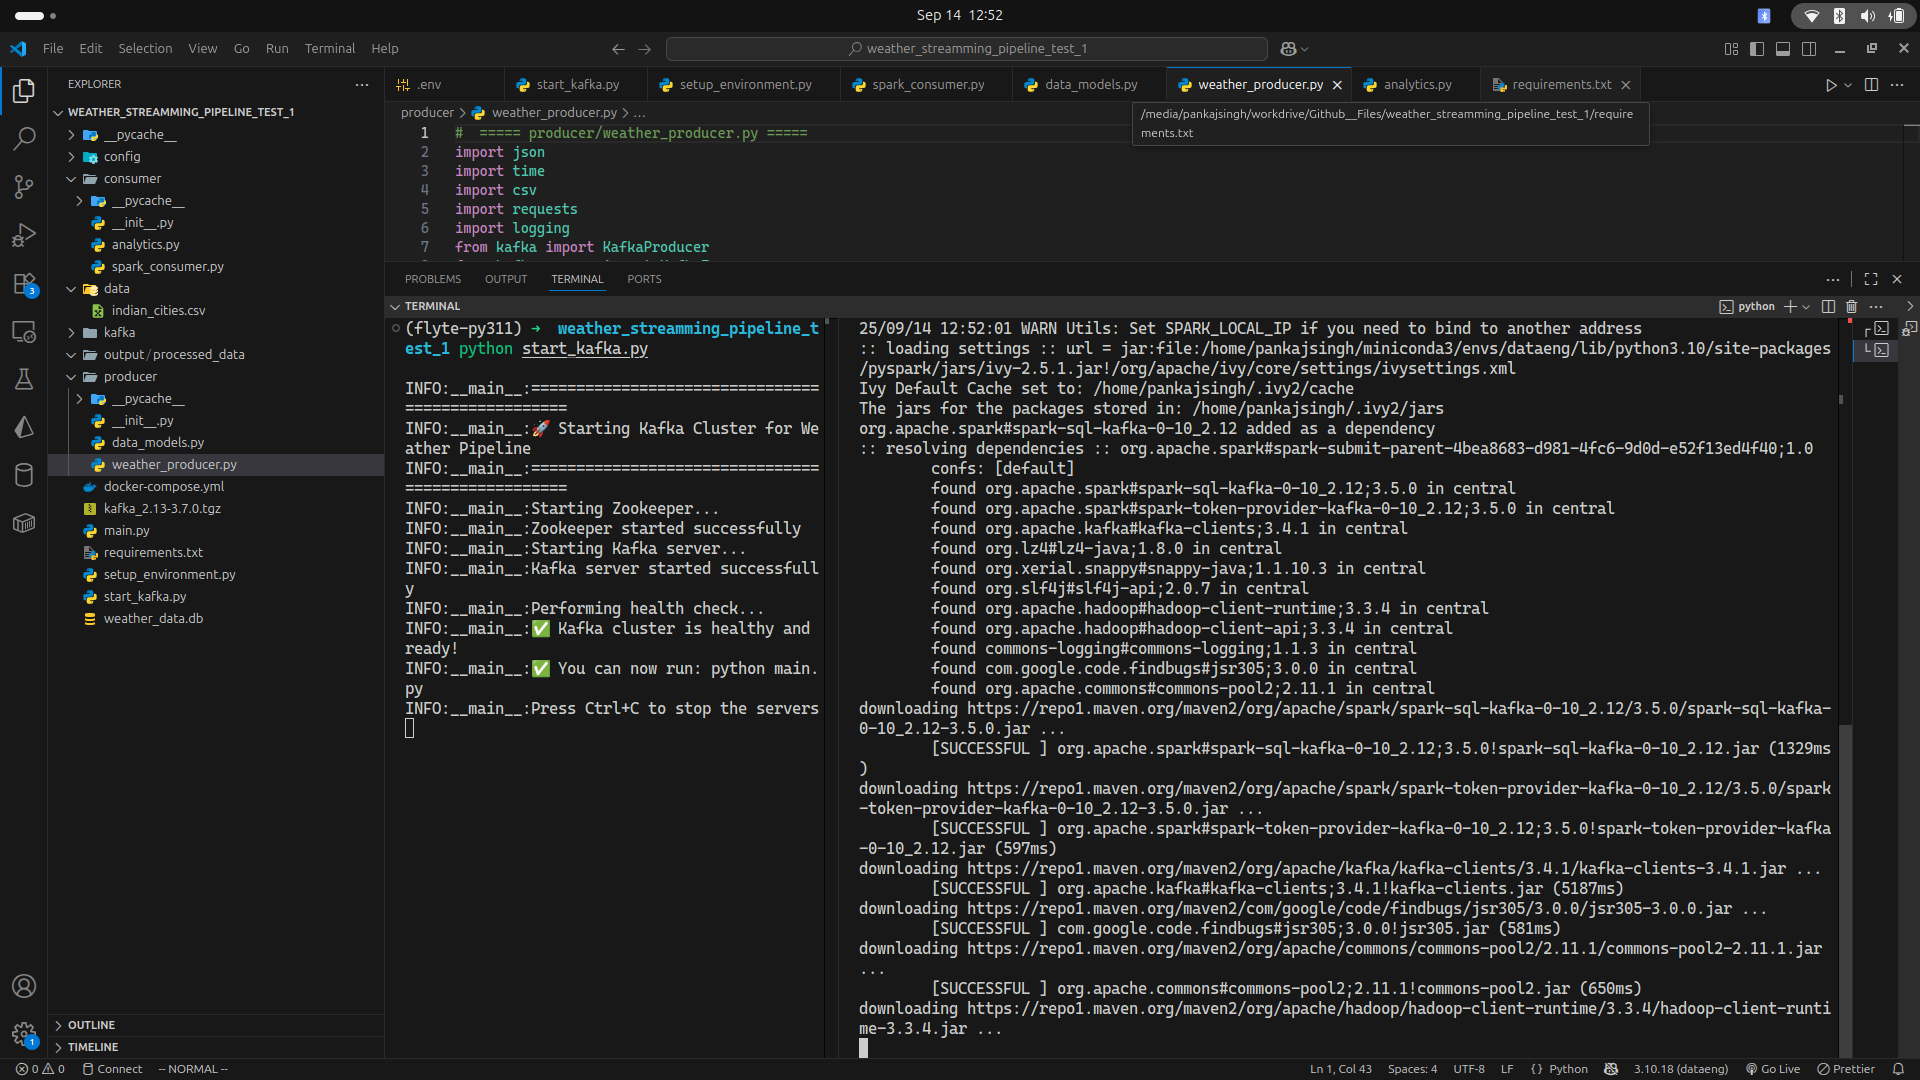 Sep 14 12:52
File Edit Selection View Go Run Terminal Help
weather_streamming_pipeline_test_1
EXPLORER
WEATHER_STREAMMING_PIPELINE_TEST_1
__pycache__
config
consumer
__pycache__
__init__.py
analytics.py
spark_consumer.py
data
indian_cities.csv
kafka
output/processed_data
producer
__pycache__
__init__.py
data_models.py
weather_producer.py
docker-compose.yml
kafka_2.13-3.7.0.tgz
main.py
requirements.txt
setup_environment.py
start_kafka.py
weather_data.db
OUTLINE
TIMELINE
3
1
.env start_kafka.py setup_environment.py spark_consumer.py data_models.py weather_producer.py analytics.py requirements.txt
producer > weather_producer.py > ...
/media/pankajsingh/workdrive/Github__Files/weather_streamming_pipeline_test_1/require
ments.txt
1 # ===== producer/weather_producer.py =====
2 import json
3 import time
4 import csv
5 import requests
6 import logging
7 from kafka import KafkaProducer
PROBLEMS OUTPUT TERMINAL PORTS
TERMINAL
python
(flyte-py311) → weather_streamming_pipeline_t
est_1 python start_kafka.py
INFO:__main__:================================
==================
INFO:__main__:🚀 Starting Kafka Cluster for We
ather Pipeline
INFO:__main__:================================
==================
INFO:__main__:Starting Zookeeper...
INFO:__main__:Zookeeper started successfully
INFO:__main__:Starting Kafka server...
INFO:__main__:Kafka server started successfull
y
INFO:__main__:Performing health check...
INFO:__main__:✅ Kafka cluster is healthy and
ready!
INFO:__main__:✅ You can now run: python main.
py
INFO:__main__:Press Ctrl+C to stop the servers
25/09/14 12:52:01 WARN Utils: Set SPARK_LOCAL_IP if you need to bind to another address
:: loading settings :: url = jar:file:/home/pankajsingh/miniconda3/envs/dataeng/lib/python3.10/site-packages
/pyspark/jars/ivy-2.5.1.jar!/org/apache/ivy/core/settings/ivysettings.xml
Ivy Default Cache set to: /home/pankajsingh/.ivy2/cache
The jars for the packages stored in: /home/pankajsingh/.ivy2/jars
org.apache.spark#spark-sql-kafka-0-10_2.12 added as a dependency
:: resolving dependencies :: org.apache.spark#spark-submit-parent-4bea8683-d981-4fc6-9d0d-e52f13ed4f40;1.0
confs: [default]
found org.apache.spark#spark-sql-kafka-0-10_2.12;3.5.0 in central
found org.apache.spark#spark-token-provider-kafka-0-10_2.12;3.5.0 in central
found org.apache.kafka#kafka-clients;3.4.1 in central
found org.lz4#lz4-java;1.8.0 in central
found org.xerial.snappy#snappy-java;1.1.10.3 in central
found org.slf4j#slf4j-api;2.0.7 in central
found org.apache.hadoop#hadoop-client-runtime;3.3.4 in central
found org.apache.hadoop#hadoop-client-api;3.3.4 in central
found commons-logging#commons-logging;1.1.3 in central
found com.google.code.findbugs#jsr305;3.0.0 in central
found org.apache.commons#commons-pool2;2.11.1 in central
downloading https://repo1.maven.org/maven2/org/apache/spark/spark-sql-kafka-0-10_2.12/3.5.0/spark-sql-kafka-
0-10_2.12-3.5.0.jar ...
[SUCCESSFUL ] org.apache.spark#spark-sql-kafka-0-10_2.12;3.5.0!spark-sql-kafka-0-10_2.12.jar (1329ms
)
downloading https://repo1.maven.org/maven2/org/apache/spark/spark-token-provider-kafka-0-10_2.12/3.5.0/spark
-token-provider-kafka-0-10_2.12-3.5.0.jar ...
[SUCCESSFUL ] org.apache.spark#spark-token-provider-kafka-0-10_2.12;3.5.0!spark-token-provider-kafka
-0-10_2.12.jar (597ms)
downloading https://repo1.maven.org/maven2/org/apache/kafka/kafka-clients/3.4.1/kafka-clients-3.4.1.jar ...
[SUCCESSFUL ] org.apache.kafka#kafka-clients;3.4.1!kafka-clients.jar (5187ms)
downloading https://repo1.maven.org/maven2/com/google/code/findbugs/jsr305/3.0.0/jsr305-3.0.0.jar ...
[SUCCESSFUL ] com.google.code.findbugs#jsr305;3.0.0!jsr305.jar (581ms)
downloading https://repo1.maven.org/maven2/org/apache/commons/commons-pool2/2.11.1/commons-pool2-2.11.1.jar
...
[SUCCESSFUL ] org.apache.commons#commons-pool2;2.11.1!commons-pool2.jar (650ms)
downloading https://repo1.maven.org/maven2/org/apache/hadoop/hadoop-client-runtime/3.3.4/hadoop-client-runti
me-3.3.4.jar ...
0 0 Connect -- NORMAL -- Ln 1, Col 43 Spaces: 4 UTF-8 LF {} Python 3.10.18 (dataeng) Go Live Prettier